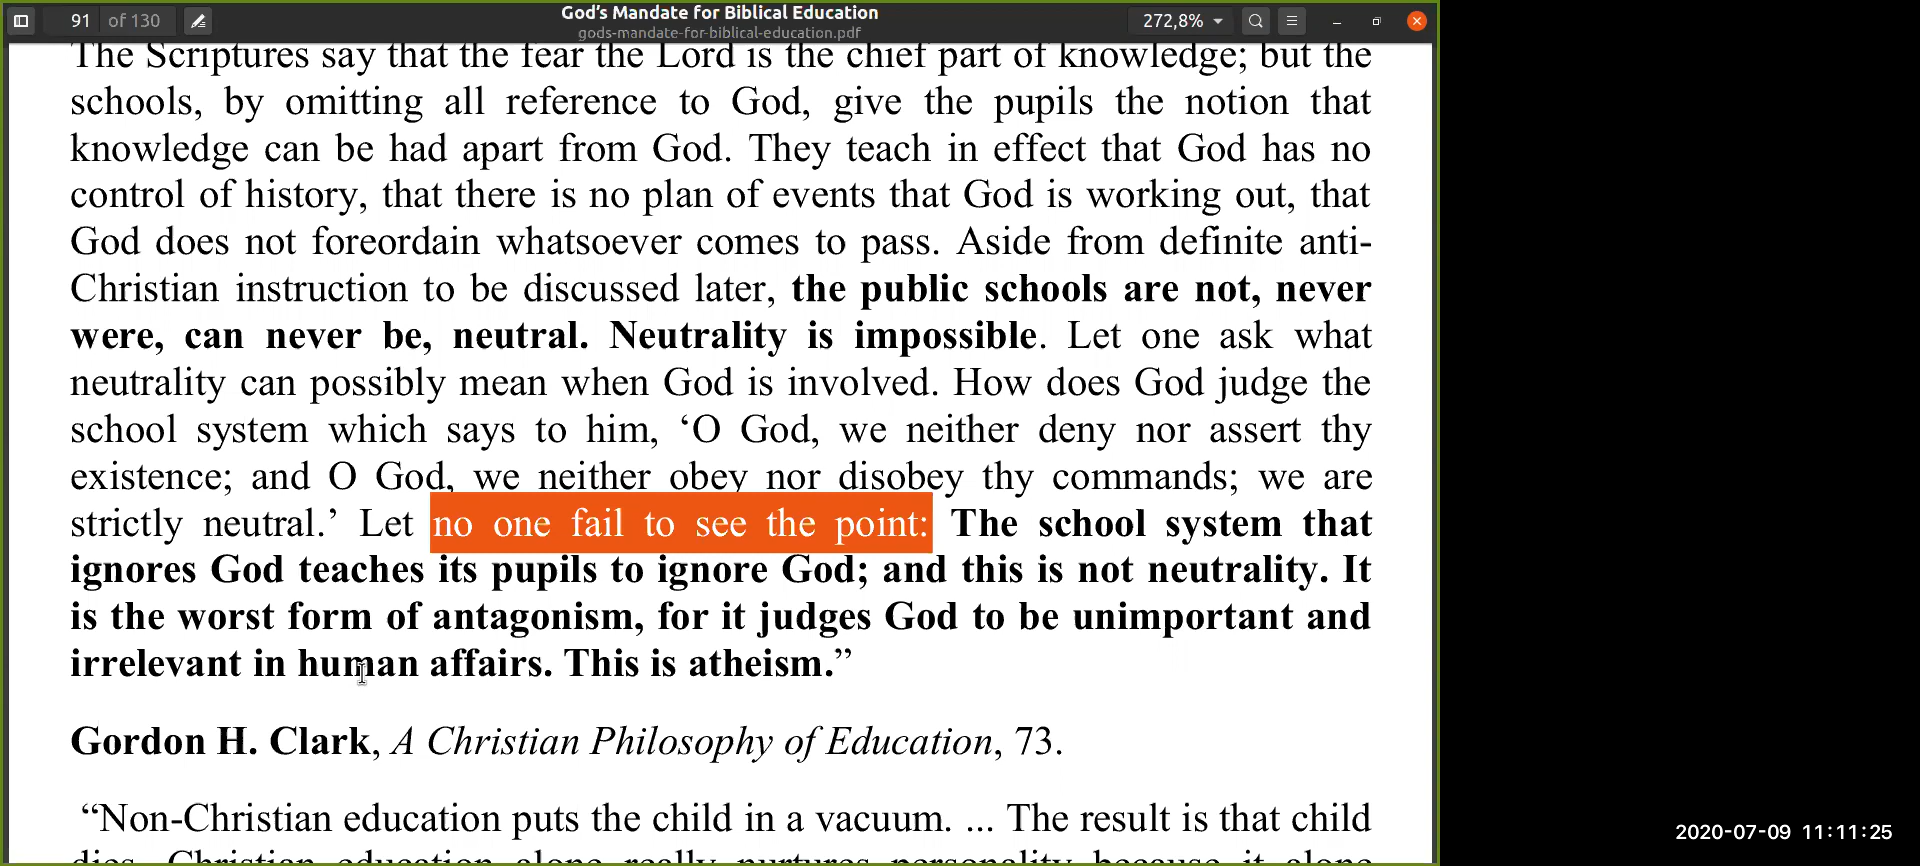 91 of 130
God's Mandate for Biblical Education
gods-mandate-for-biblical-education.pdf
272,8%
The Scriptures say that the fear the Lord is the chief part of knowledge; but the
schools, by omitting all reference to God, give the pupils the notion that
knowledge can be had apart from God. They teach in effect that God has no
control of history, that there is no plan of events that God is working out, that
God does not foreordain whatsoever comes to pass. Aside from definite anti-
Christian instruction to be discussed later, the public schools are not, never
were, can never be, neutral. Neutrality is impossible. Let one ask what
neutrality can possibly mean when God is involved. How does God judge the
school system which says to him, ‘O God, we neither deny nor assert thy
existence; and O God, we neither obey nor disobey thy commands; we are
strictly neutral.’ Let no one fail to see the point: The school system that
ignores God teaches its pupils to ignore God; and this is not neutrality. It
is the worst form of antagonism, for it judges God to be unimportant and
irrelevant in human affairs. This is atheism.”
Gordon H. Clark, A Christian Philosophy of Education, 73.
“Non-Christian education puts the child in a vacuum. ... The result is that child
dies. Christian education alone really nurtures personality because it alone
2020-07-09 11:11:25